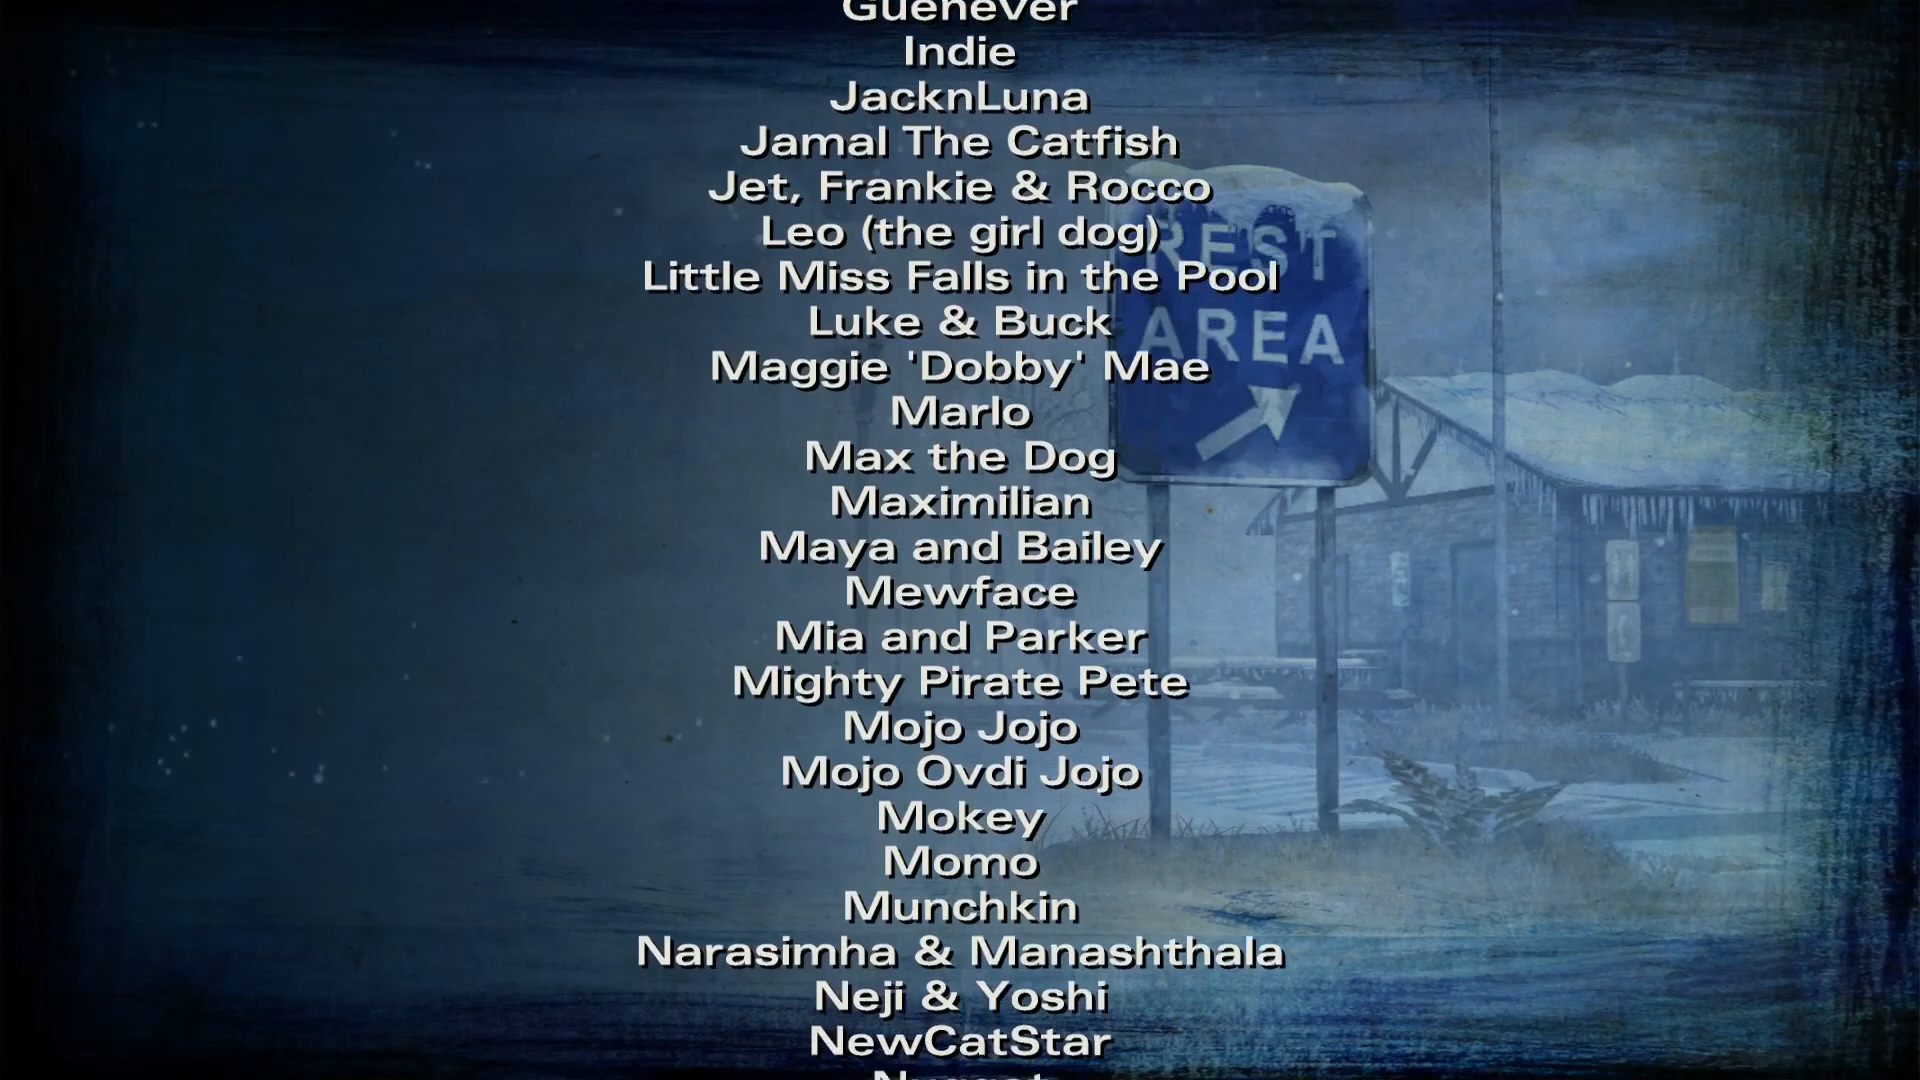 Guenever
Indie
JacknLuna
Jamal The Catfish
Jet, Frankie & Rocco
Leo (the girl dog)
Little Miss Falls in the Pool
Luke & Buck
Maggie 'Dobby' Mae
Marlo
Max the Dog
Maximilian
Maya and Bailey
Mewface
Mia and Parker
Mighty Pirate Pete
Mojo Jojo
Mojo Ovdi Jojo
Mokey
Momo
Munchkin
Narasimha & Manashthala
Neji & Yoshi
NewCatStar
REST
AREA